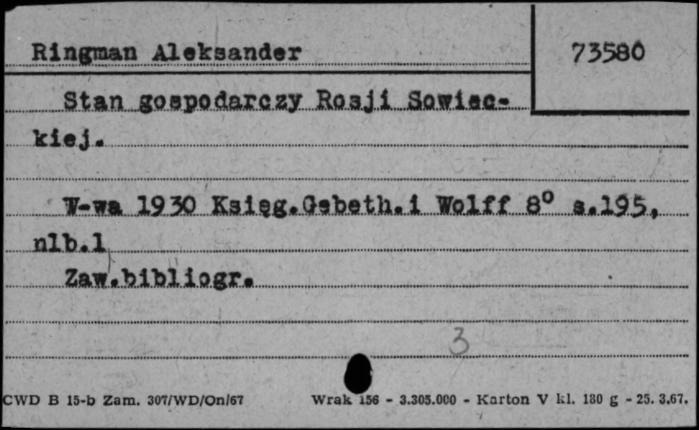 Ringman Aleksander
73580
Stan gospodarczy Rosji Sowiec-
kiej.
W-wa 1930 Księg.Gebeth.i Wolff 8° s.195,
nlb.1
Zaw.bibliogr.
3
CWD B 15-b Zam. 307/WD/On/67 Wrak 156 - 3.305.000 - Karton V kl. 180 g - 25. 3.67.